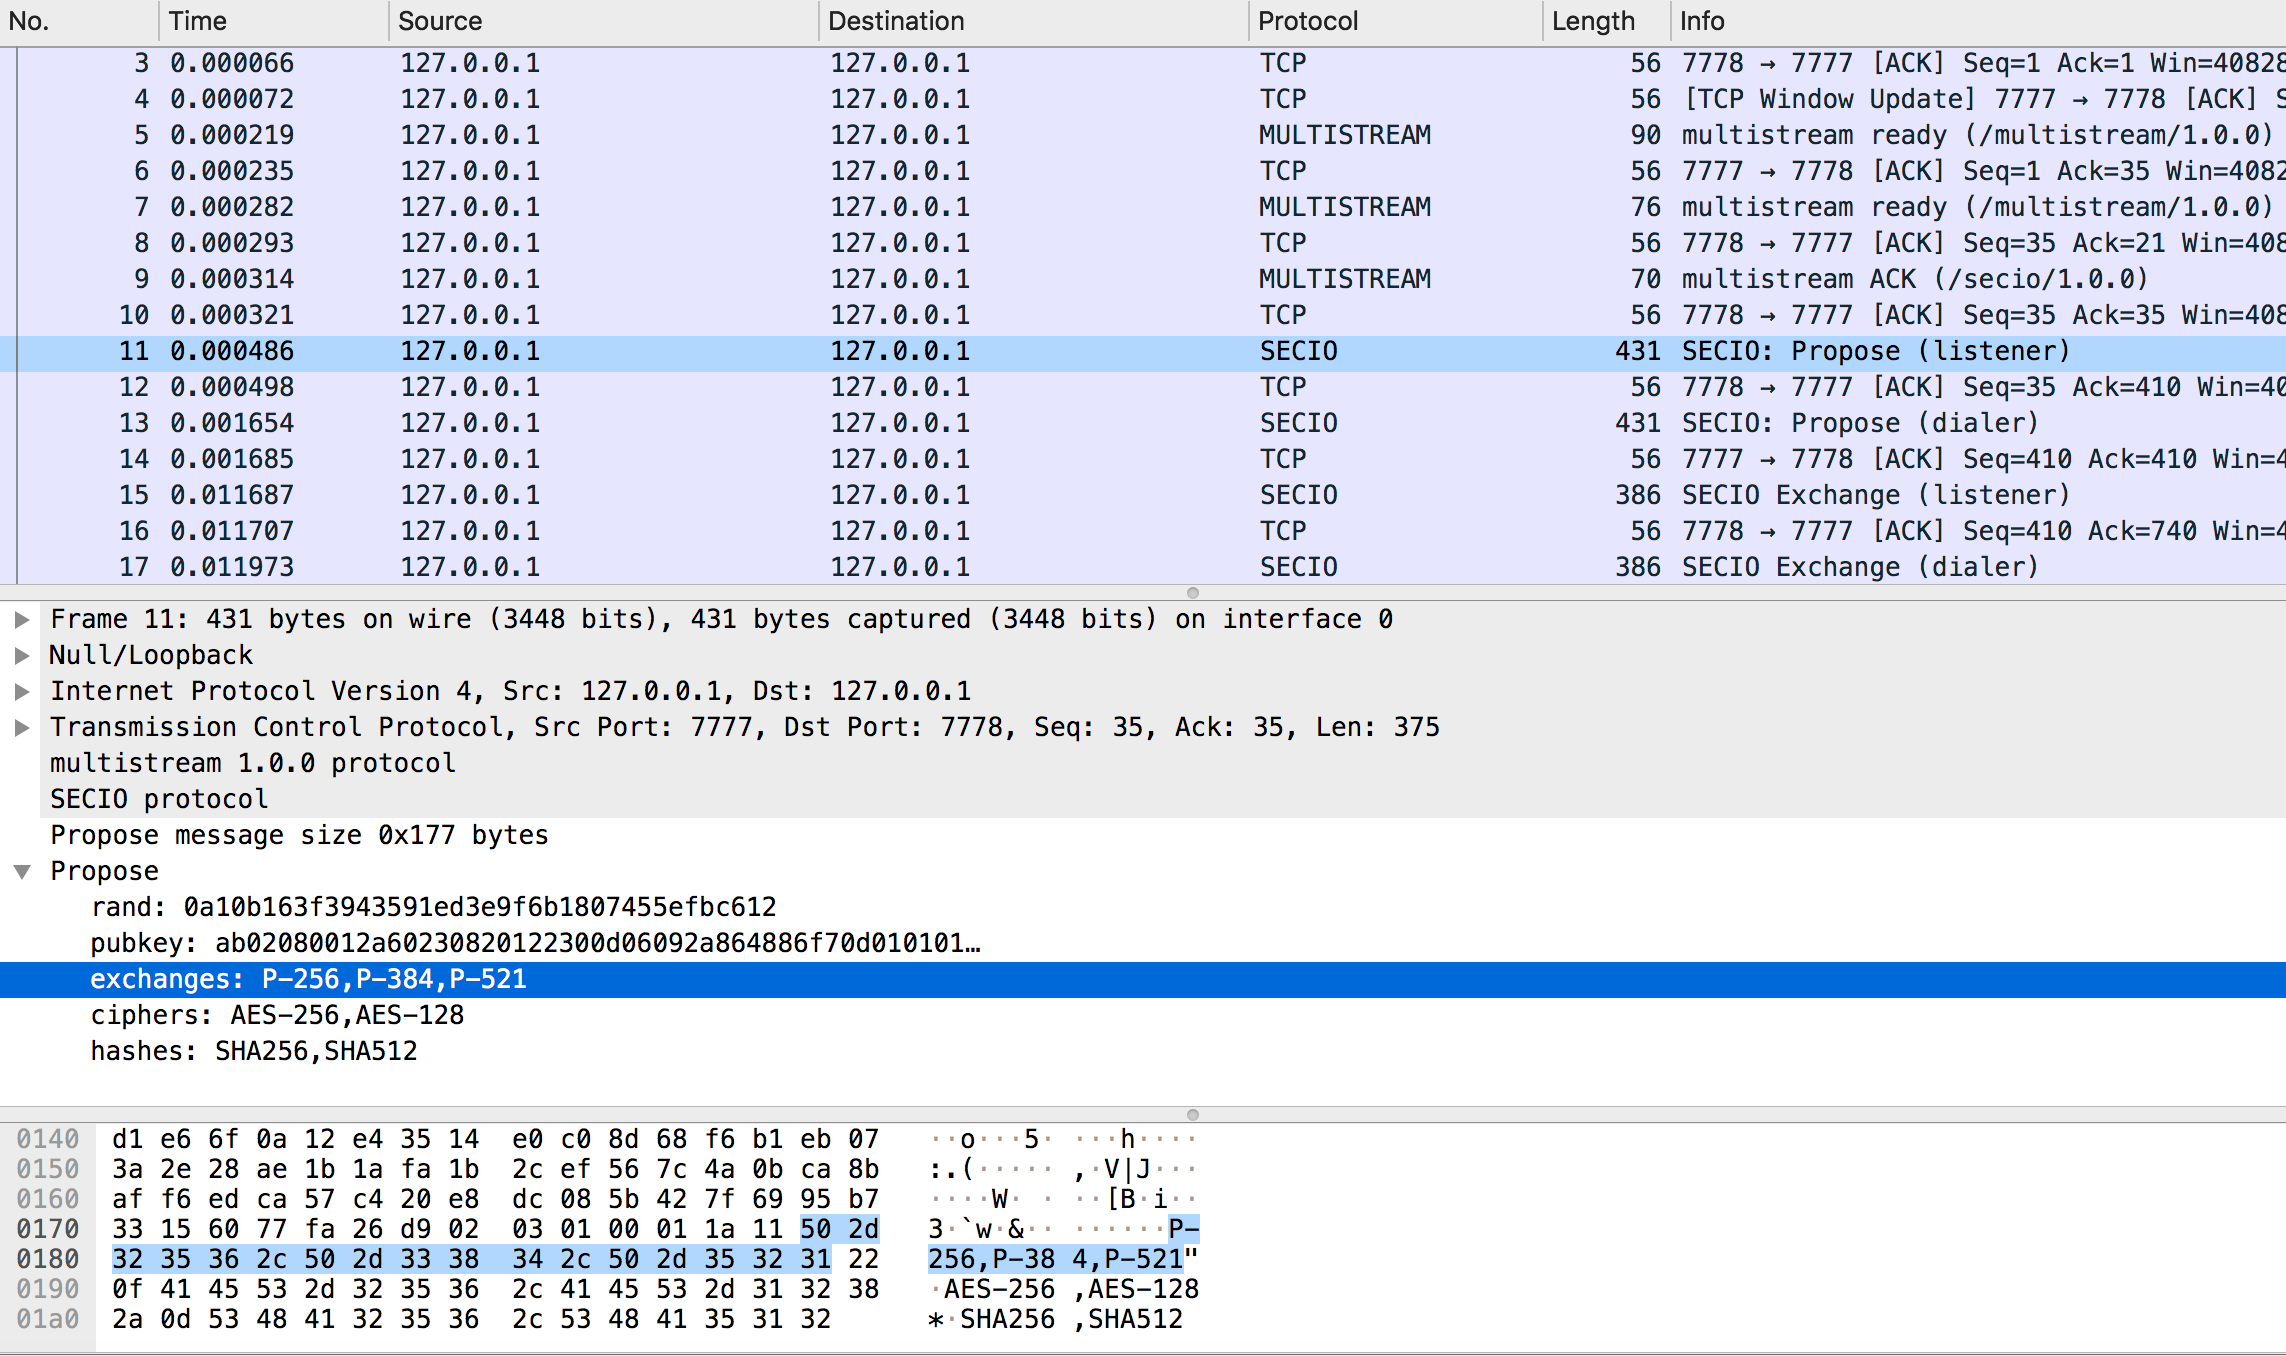 No. Time Source Destination Protocol Length Info
3 0.000066 127.0.0.1 127.0.0.1 TCP 56 7778 → 7777 [ACK] Seq=1 Ack=1 Win=40828
4 0.000072 127.0.0.1 127.0.0.1 TCP 56 [TCP Window Update] 7777 → 7778 [ACK] S
5 0.000219 127.0.0.1 127.0.0.1 MULTISTREAM 90 multistream ready (/multistream/1.0.0)
6 0.000235 127.0.0.1 127.0.0.1 TCP 56 7777 → 7778 [ACK] Seq=1 Ack=35 Win=4082
7 0.000282 127.0.0.1 127.0.0.1 MULTISTREAM 76 multistream ready (/multistream/1.0.0)
8 0.000293 127.0.0.1 127.0.0.1 TCP 56 7778 → 7777 [ACK] Seq=35 Ack=21 Win=408
9 0.000314 127.0.0.1 127.0.0.1 MULTISTREAM 70 multistream ACK (/secio/1.0.0)
10 0.000321 127.0.0.1 127.0.0.1 TCP 56 7778 → 7777 [ACK] Seq=35 Ack=35 Win=408
11 0.000486 127.0.0.1 127.0.0.1 SECIO 431 SECIO: Propose (listener)
12 0.000498 127.0.0.1 127.0.0.1 TCP 56 7778 → 7777 [ACK] Seq=35 Ack=410 Win=40
13 0.001654 127.0.0.1 127.0.0.1 SECIO 431 SECIO: Propose (dialer)
14 0.001685 127.0.0.1 127.0.0.1 TCP 56 7777 → 7778 [ACK] Seq=410 Ack=410 Win=4
15 0.011687 127.0.0.1 127.0.0.1 SECIO 386 SECIO Exchange (listener)
16 0.011707 127.0.0.1 127.0.0.1 TCP 56 7778 → 7777 [ACK] Seq=410 Ack=740 Win=4
17 0.011973 127.0.0.1 127.0.0.1 SECIO 386 SECIO Exchange (dialer)
Frame 11: 431 bytes on wire (3448 bits), 431 bytes captured (3448 bits) on interface 0
Null/Loopback
Internet Protocol Version 4, Src: 127.0.0.1, Dst: 127.0.0.1
Transmission Control Protocol, Src Port: 7777, Dst Port: 7778, Seq: 35, Ack: 35, Len: 375
multistream 1.0.0 protocol
SECIO protocol
Propose message size 0x177 bytes
Propose
rand: 0a10b163f3943591ed3e9f6b1807455efbc612
pubkey: ab02080012a60230820122300d06092a864886f70d010101…
exchanges: P-256,P-384,P-521
ciphers: AES-256,AES-128
hashes: SHA256,SHA512
0140 d1 e6 6f 0a 12 e4 35 14 e0 c0 8d 68 f6 b1 eb 07 ··o···5· ···h····
0150 3a 2e 28 ae 1b 1a fa 1b 2c ef 56 7c 4a 0b ca 8b :.(····· ,·V|J···
0160 af f6 ed ca 57 c4 20 e8 dc 08 5b 42 7f 69 95 b7 ····W· · ··[B·i··
0170 33 15 60 77 fa 26 d9 02 03 01 00 01 1a 11 50 2d 3·`w·&·· ······P-
0180 32 35 36 2c 50 2d 33 38 34 2c 50 2d 35 32 31 22 256,P-38 4,P-521"
0190 0f 41 45 53 2d 32 35 36 2c 41 45 53 2d 31 32 38 ·AES-256 ,AES-128
01a0 2a 0d 53 48 41 32 35 36 2c 53 48 41 35 31 32 *·SHA256 ,SHA512